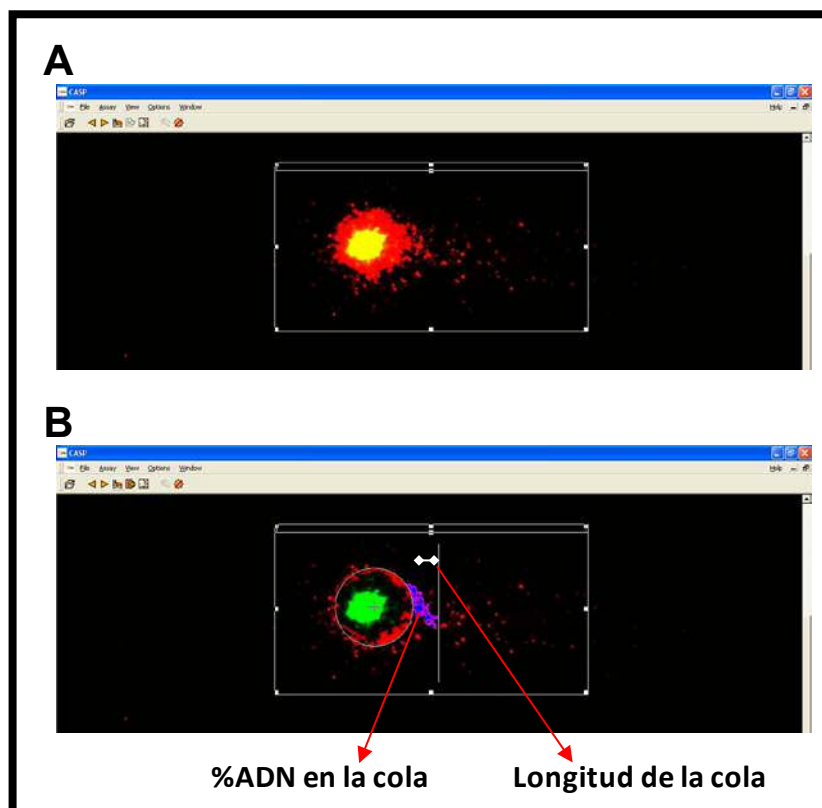 A
CASP
File Assay View Options Window Help
B
CASP
File Assay View Options Window Help
%ADN en la cola Longitud de la cola